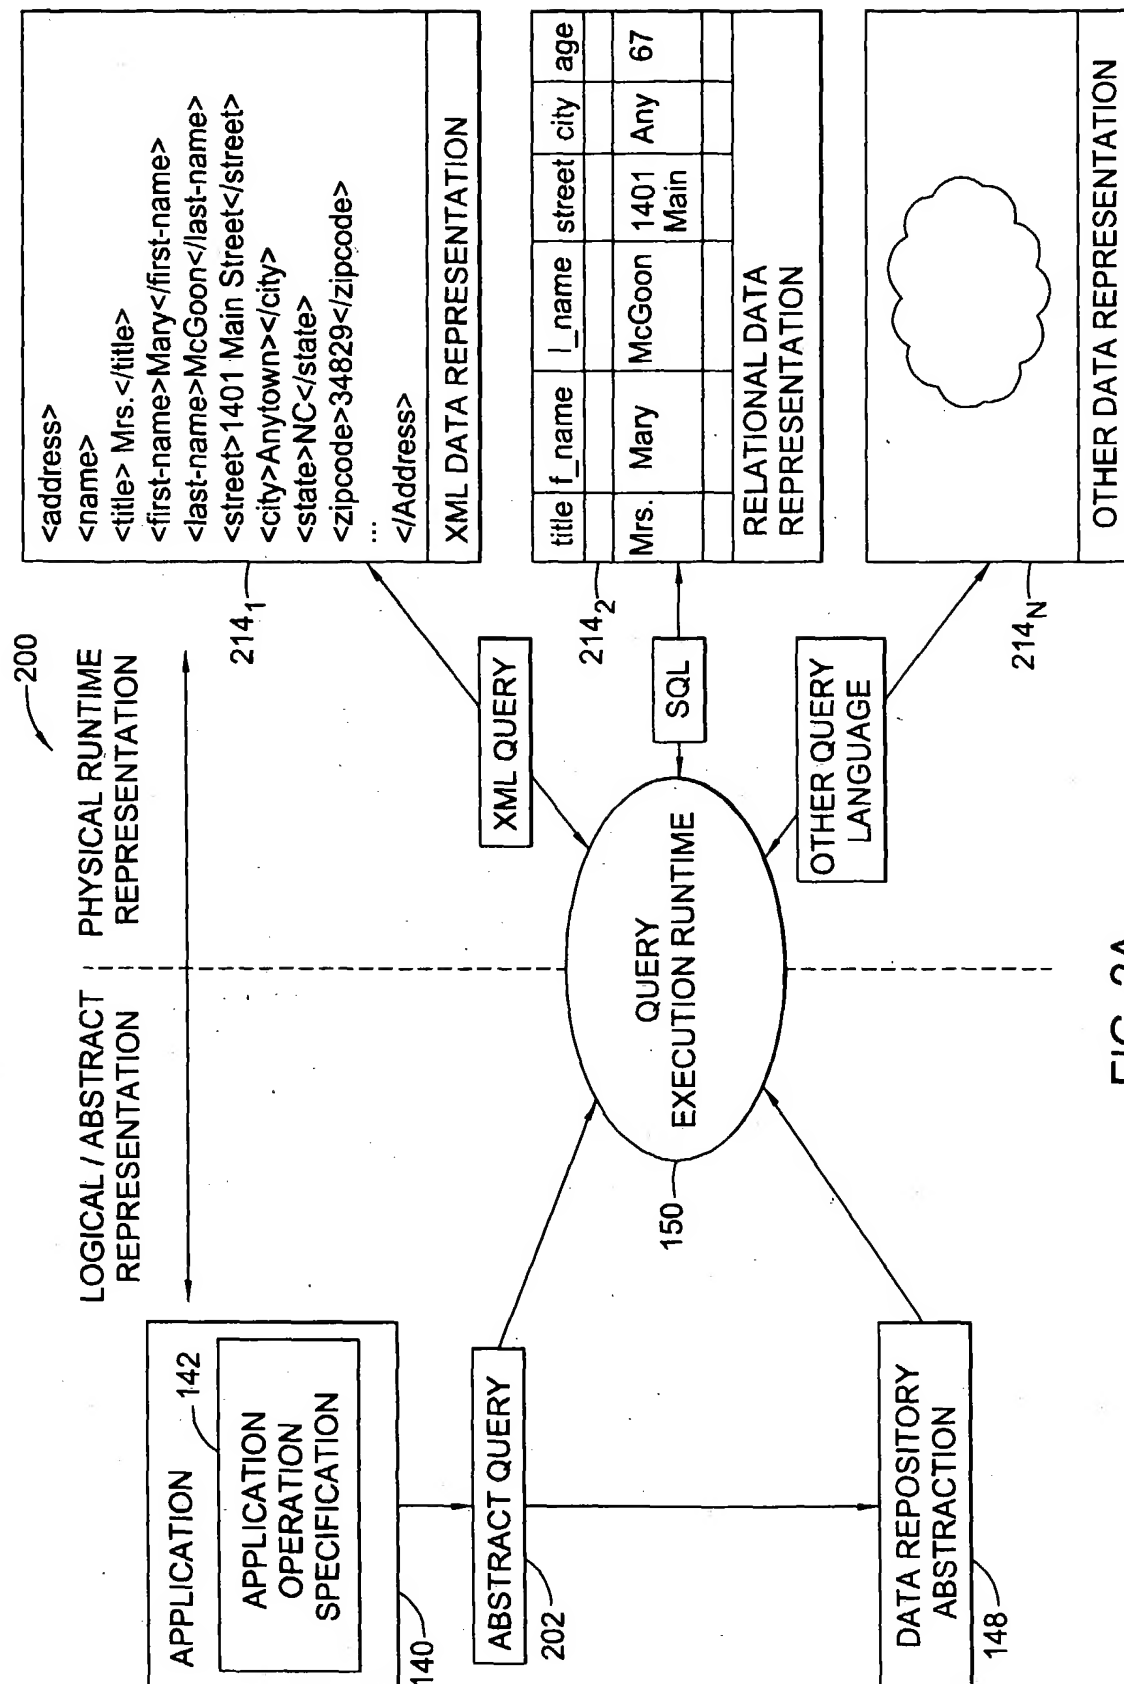 200
LOGICAL / ABSTRACT
REPRESENTATION
PHYSICAL RUNTIME
REPRESENTATION
APPLICATION
142
APPLICATION
OPERATION
SPECIFICATION
140
ABSTRACT QUERY
202
DATA REPOSITORY
ABSTRACTION
148
QUERY
EXECUTION RUNTIME
150
XML QUERY
SQL
OTHER QUERY
LANGUAGE
<address>
<name>
<title> Mrs.</title>
<first-name>Mary</first-name>
<last-name>McGoon</last-name>
<street>1401 Main Street</street>
<city>Anytown></city>
<state>NC</state>
<zipcode>34829</zipcode>
...
</Address>
XML DATA REPRESENTATION
214₁
title f_name l_name street city age
Mrs. Mary McGoon 1401 Main Any 67
RELATIONAL DATA
REPRESENTATION
214₂
OTHER DATA REPRESENTATION
214N